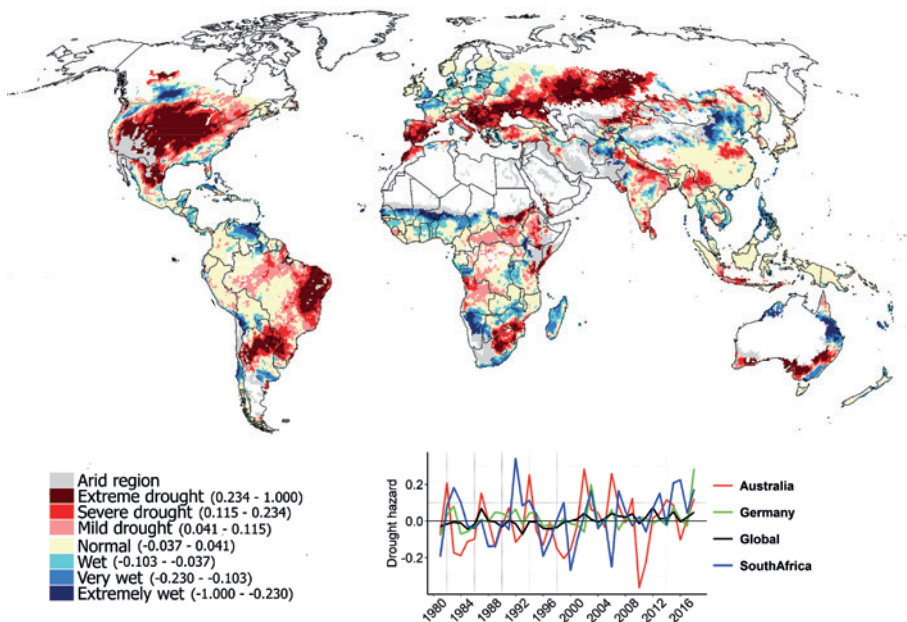 Arid region
Extreme drought (0.234 - 1.000)
Severe drought (0.115 - 0.234)
Mild drought (0.041 - 0.115)
Normal (-0.037 - 0.041)
Wet (-0.103 - -0.037)
Very wet (-0.230 - -0.103)
Extremely wet (-1.000 - -0.230)
Drought hazard
0.2
0.0
-0.2
1980 1984 1988 1992 1996 2000 2004 2008 2012 2016
Australia
Germany
Global
SouthAfrica